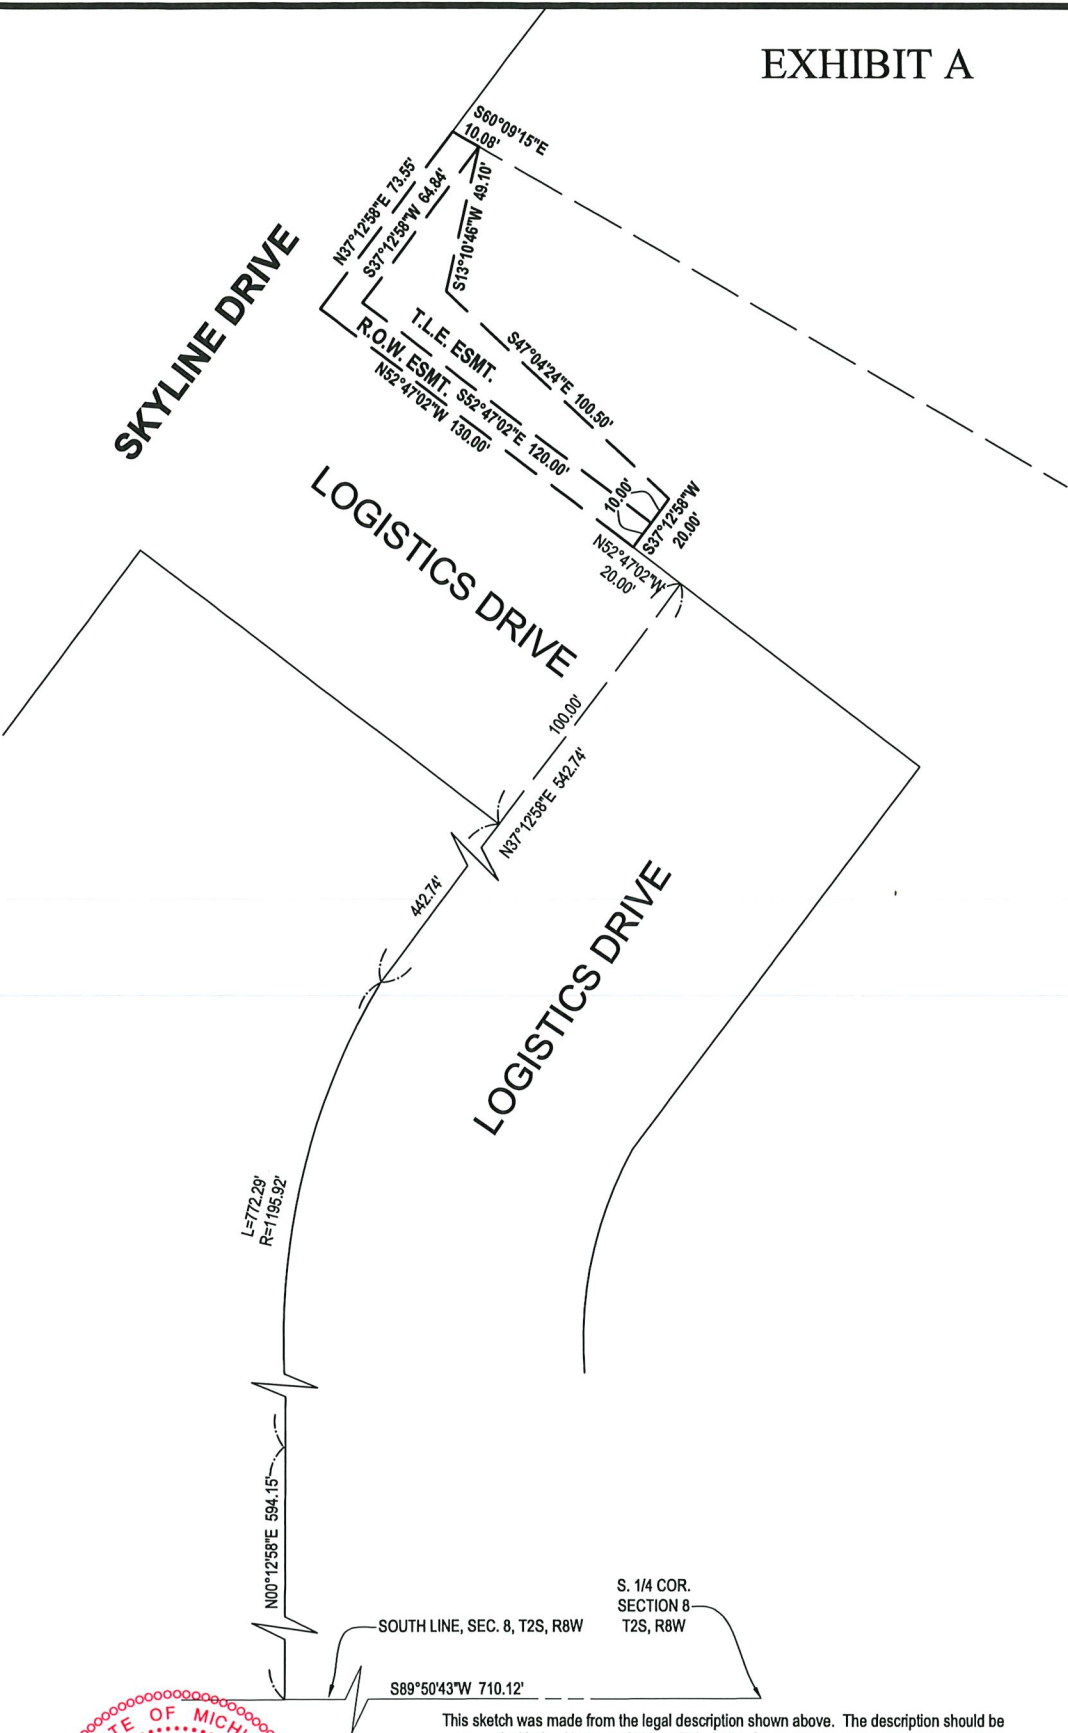 EXHIBIT A
S60°09'15"E
10.08'
N37°12'58"E 73.55'
S37°12'58"W 64.84'
S13°10'46"W 49.10'
SKYLINE DRIVE
T.L.E. ESMT.
R.O.W. ESMT.
S47°04'24"E 100.50'
S52°47'02"E 120.00'
N52°47'02"W 130.00'
10.00'
S37°12'58"W
20.00'
N52°47'02"W
20.00'
LOGISTICS DRIVE
100.00'
N37°12'58"E 542.74'
442.74'
LOGISTICS DRIVE
L=772.29'
R=1195.92'
N00°12'58"E 594.15'
S. 1/4 COR.
SECTION 8
T2S, R8W
SOUTH LINE, SEC. 8, T2S, R8W
S89°50'43"W 710.12'
OF
This sketch was made from the legal description shown above. The description should be